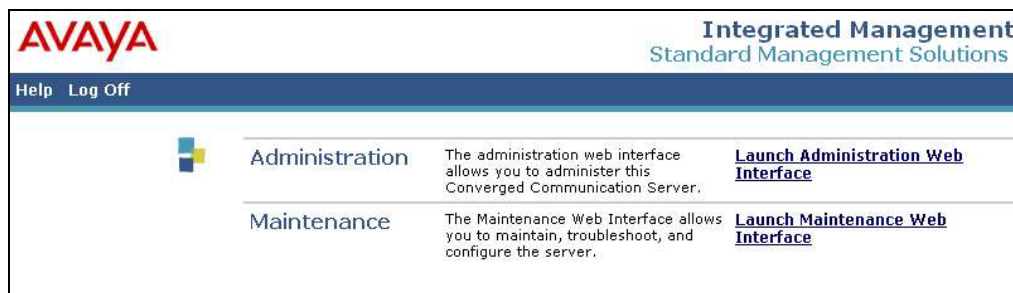 AVAYA
Integrated Management
Standard Management Solutions
Help Log Off
Administration
The administration web interface
allows you to administer this
Converged Communication Server.
Launch Administration Web
Interface
Maintenance
The Maintenance Web Interface allows
you to maintain, troubleshoot, and
configure the server.
Launch Maintenance Web
Interface